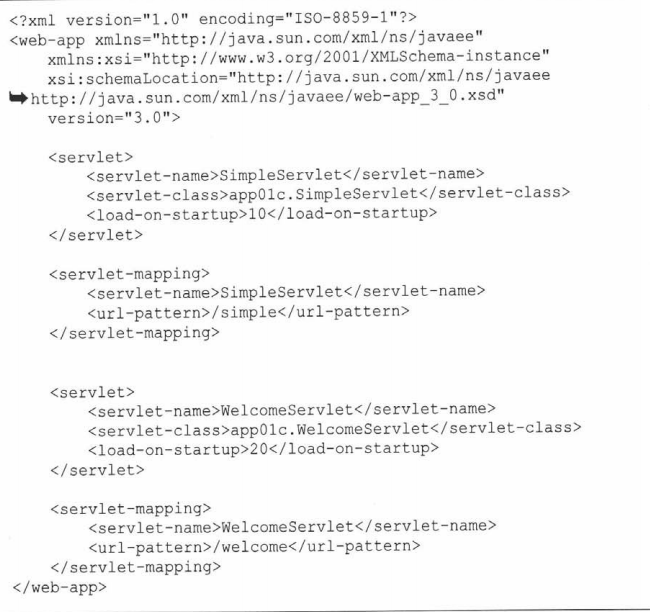 <?xml version="1.0" encoding="ISO-8859-1"?>
<web-app xmlns="http://java.sun.com/xml/ns/javaee"
    xmlns:xsi="http://www.w3.org/2001/XMLSchema-instance"
    xsi:schemaLocation="http://java.sun.com/xml/ns/javaee
➥http://java.sun.com/xml/ns/javaee/web-app_3_0.xsd"
    version="3.0">

    <servlet>
        <servlet-name>SimpleServlet</servlet-name>
        <servlet-class>app01c.SimpleServlet</servlet-class>
        <load-on-startup>10</load-on-startup>
    </servlet>

    <servlet-mapping>
        <servlet-name>SimpleServlet</servlet-name>
        <url-pattern>/simple</url-pattern>
    </servlet-mapping>


    <servlet>
        <servlet-name>WelcomeServlet</servlet-name>
        <servlet-class>app01c.WelcomeServlet</servlet-class>
        <load-on-startup>20</load-on-startup>
    </servlet>

    <servlet-mapping>
        <servlet-name>WelcomeServlet</servlet-name>
        <url-pattern>/welcome</url-pattern>
    </servlet-mapping>
</web-app>